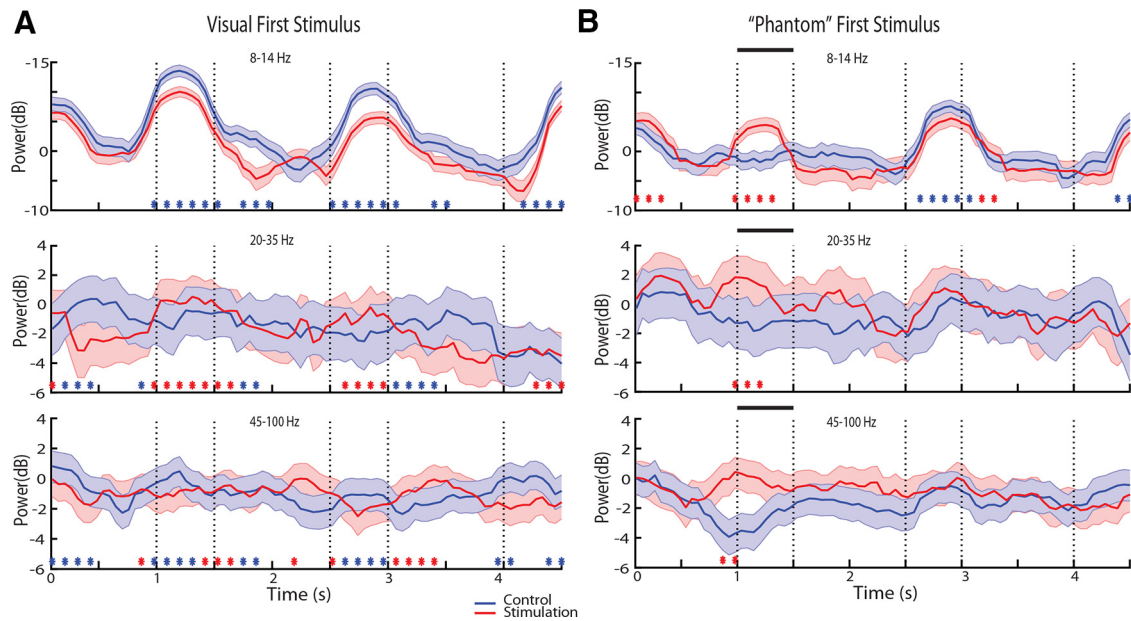 A
Visual First Stimulus
B
“Phantom” First Stimulus
8-14 Hz
8-14 Hz
-15
0
-10
Power(dB)
-15
0
-10
Power(dB)
* * * * * * * * * * * * * * * * * * * * *
* * * * * * * * * * * * * * *
20-35 Hz
20-35 Hz
4
2
0
-2
-4
-6
Power(dB)
4
2
0
-2
-4
-6
Power(dB)
45-100 Hz
45-100 Hz
4
2
0
-2
-4
-6
Power(dB)
4
2
0
-2
-4
-6
Power(dB)
0 1 2 3 4
0 1 2 3 4
Time (s)
Time (s)
Control
Stimulation